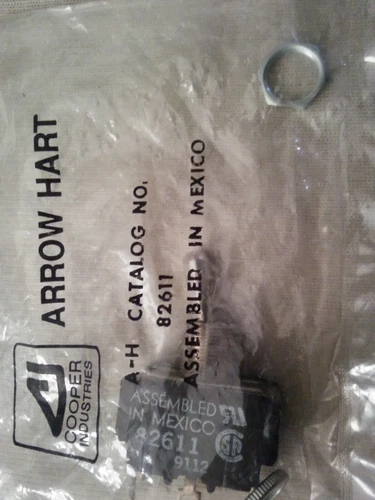 ARROW HART
A-H CATALOG NO.
82611
ASSEMBLED IN MEXICO
COOPER
INDUSTRIES
ASSEMBLED
IN MEXICO
82611
9112